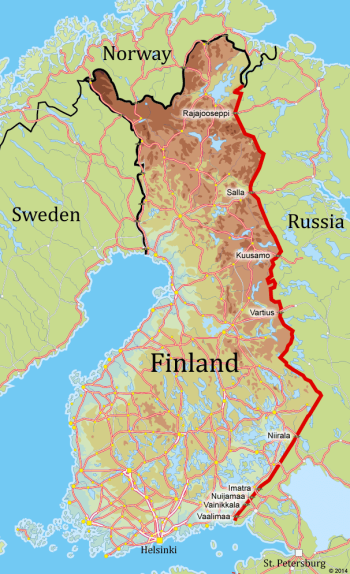 Norway
Rajajooseppi
Salla
Sweden
Russia
Kuusamo
Vartius
Finland
Niirala
Imatra
Nuijamaa
Vainikkala
Vaalimaa
Helsinki
St. Petersburg
© 2014